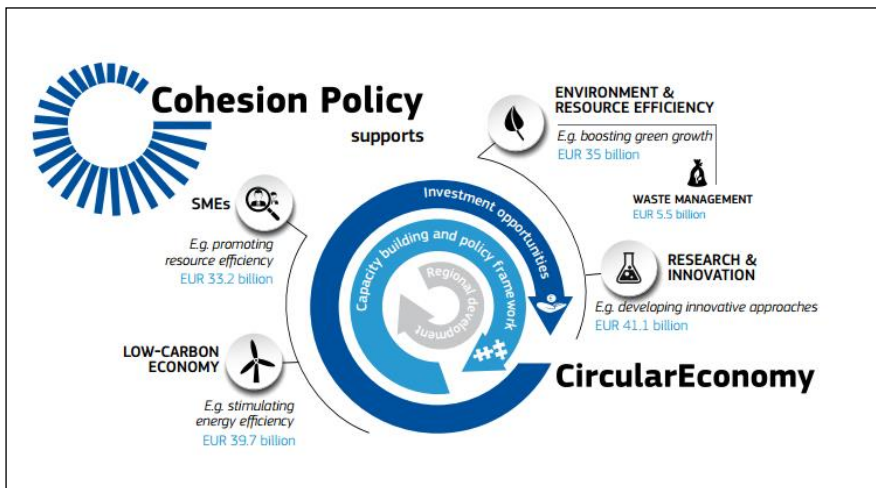 Cohesion Policy
supports
ENVIRONMENT &
RESOURCE EFFICIENCY
E.g. boosting green growth
EUR 35 billion
WASTE MANAGEMENT
EUR 5.5 billion
SMEs
E.g. promoting
resource efficiency
EUR 33.2 billion
Investment opportunities
Capacity building and policy framework
Regional development
RESEARCH &
INNOVATION
E.g. developing innovative approaches
EUR 41.1 billion
LOW-CARBON
ECONOMY
E.g. stimulating
energy efficiency
EUR 39.7 billion
CircularEconomy